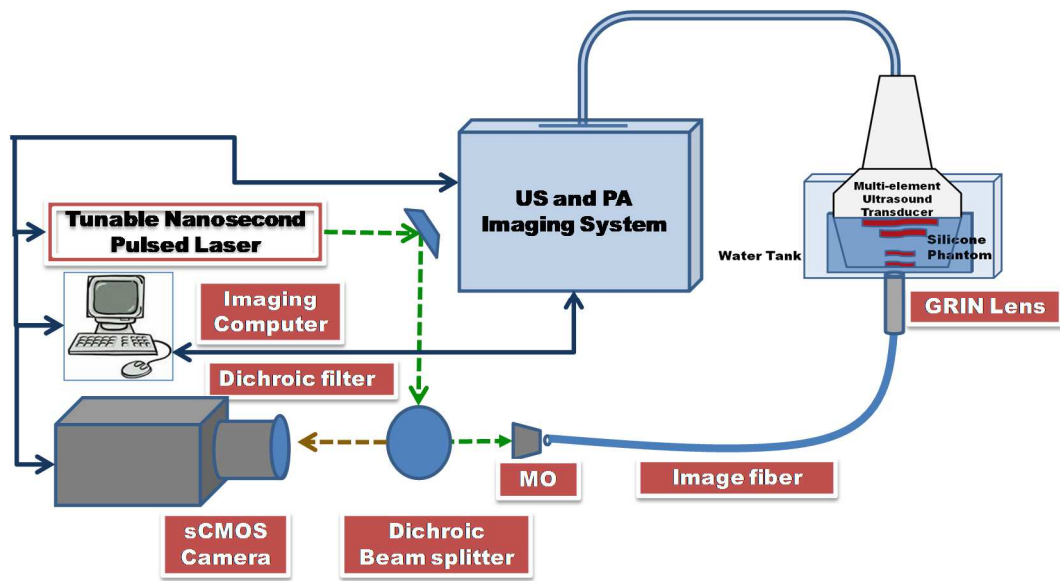 US and PA
Imaging System
Multi-element
Ultrasound
Transducer
Tunable Nanosecond
Pulsed Laser
Silicone
Phantom
Water Tank
Imaging
Computer
GRIN Lens
Dichroic filter
MO
Image fiber
sCMOS
Camera
Dichroic
Beam splitter